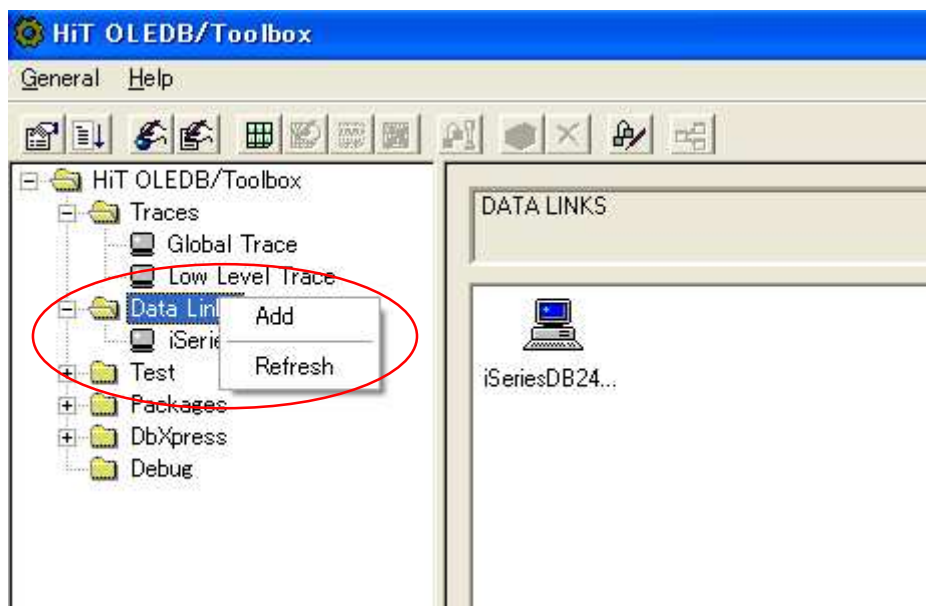 HiT OLEDB/Toolbox
General Help
HiT OLEDB/Toolbox
Traces
Global Trace
Low Level Trace
Data Lin
iSerie
Test
Packages
DbXpress
Debug
Add
Refresh
DATA LINKS
iSeriesDB24...